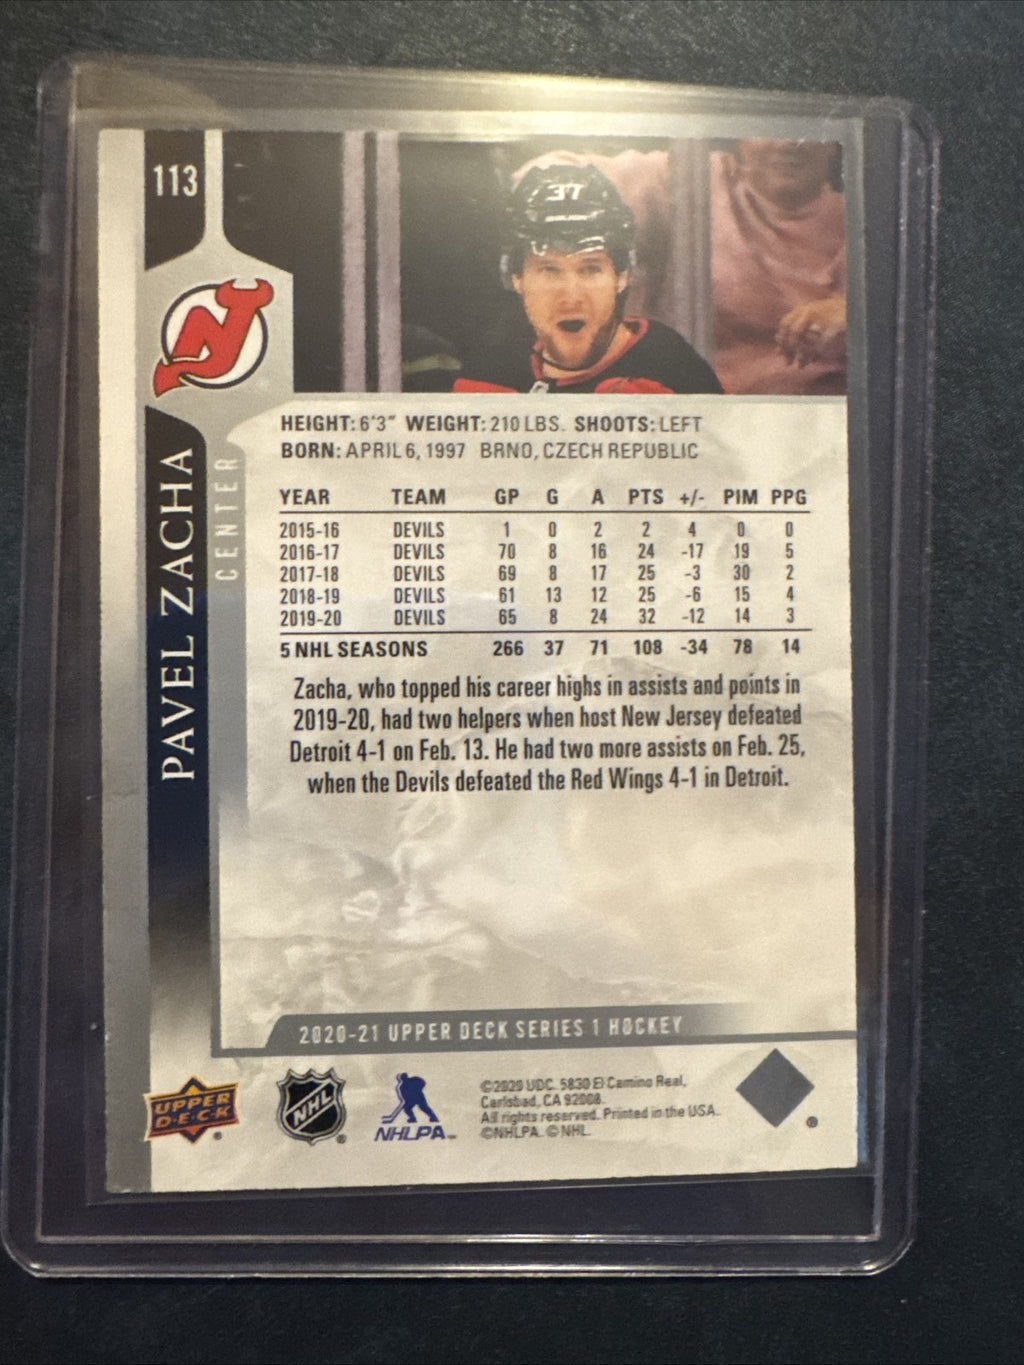 113
37
PAVEL ZACHA
CENTER
HEIGHT: 6'3" WEIGHT: 210 LBS. SHOOTS: LEFT
BORN: APRIL 6, 1997 BRNO, CZECH REPUBLIC
YEAR TEAM GP G A PTS +/- PIM PPG
2015-16 DEVILS 1 0 2 2 4 0 0
2016-17 DEVILS 70 8 16 24 -17 19 5
2017-18 DEVILS 69 8 17 25 -3 30 2
2018-19 DEVILS 61 13 12 25 -6 15 4
2019-20 DEVILS 65 8 24 32 -12 14 3
5 NHL SEASONS 266 37 71 108 -34 78 14
Zacha, who topped his career highs in assists and points in
2019-20, had two helpers when host New Jersey defeated
Detroit 4-1 on Feb. 13. He had two more assists on Feb. 25,
when the Devils defeated the Red Wings 4-1 in Detroit.
2020-21 UPPER DECK SERIES 1 HOCKEY
UPPER
D·E·C·K
NHL
NHLPA
©2020 UDC. 5830 El Camino Real,
Carlsbad, CA 92008.
All rights reserved. Printed in the USA.
©NHLPA. © NHL.